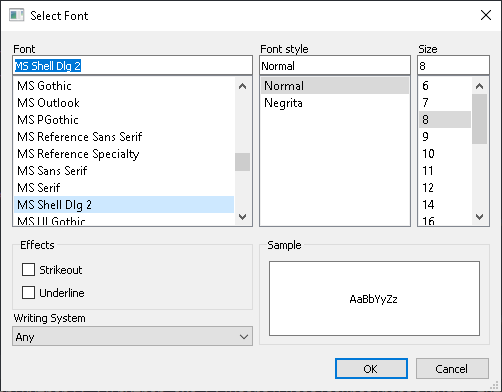 Select Font
Font
MS Shell Dlg 2
MS Gothic
MS Outlook
MS PGothic
MS Reference Sans Serif
MS Reference Specialty
MS Sans Serif
MS Serif
MS Shell Dlg 2
MS UI Gothic
Font style
Normal
Normal
Negrita
Size
8
6
7
8
9
10
11
12
14
16
Effects
Strikeout
Underline
Writing System
Any
Sample
AaBbYyZz
OK
Cancel